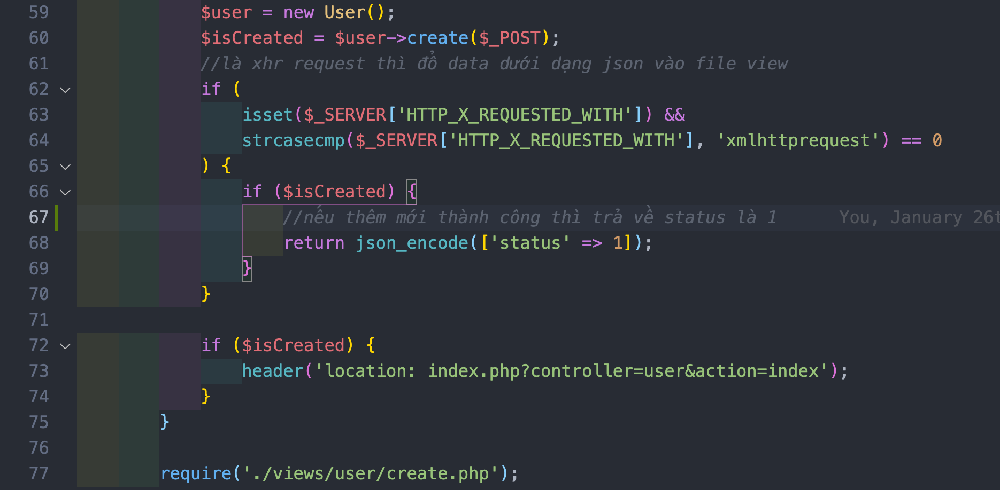 59 $user = new User();
60 $isCreated = $user->create($_POST);
61 //là xhr request thì đổ data dưới dạng json vào file view
62 if (
63 isset($_SERVER['HTTP_X_REQUESTED_WITH']) &&
64 strcasecmp($_SERVER['HTTP_X_REQUESTED_WITH'], 'xmlhttprequest') == 0
65 ) {
66 if ($isCreated) {
67 //nếu thêm mới thành công thì trả về status là 1 You, January 26t
68 return json_encode(['status' => 1]);
69 }
70 }
71
72 if ($isCreated) {
73 header('location: index.php?controller=user&action=index');
74 }
75 }
76
77 require('./views/user/create.php');